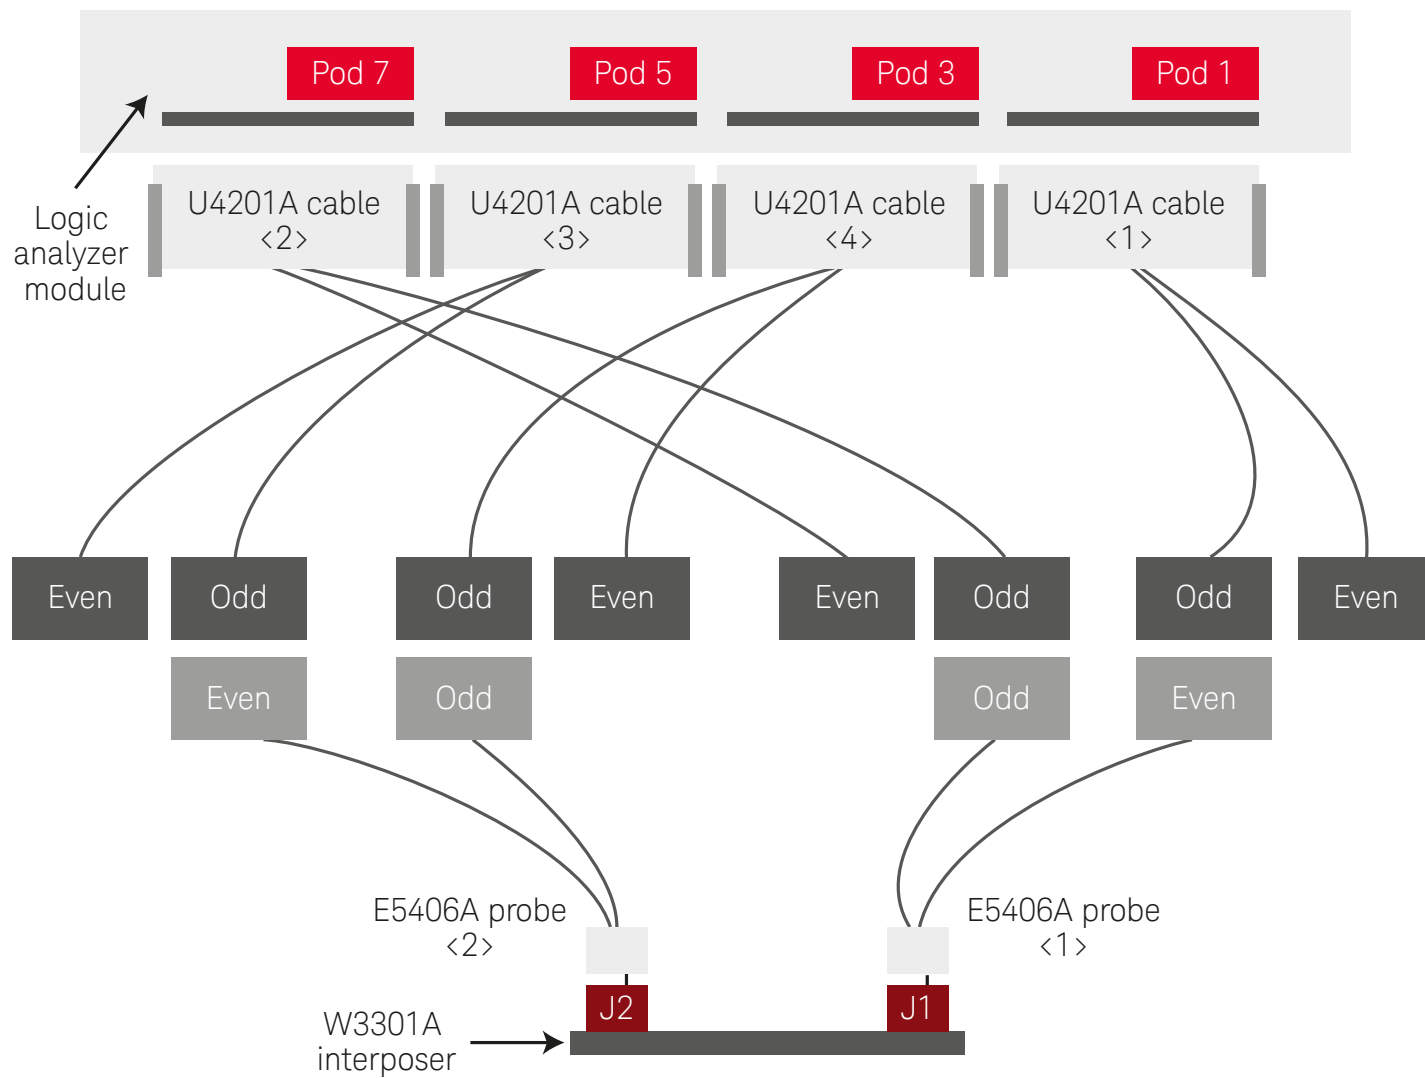 Pod 7
Pod 5
Pod 3
Pod 1
U4201A cable
<2>
U4201A cable
<3>
U4201A cable
<4>
U4201A cable
<1>
Logic
analyzer
module
Even
Odd
Odd
Even
Even
Odd
Odd
Even
Even
Odd
Odd
Even
E5406A probe
<2>
E5406A probe
<1>
J2
J1
W3301A
interposer